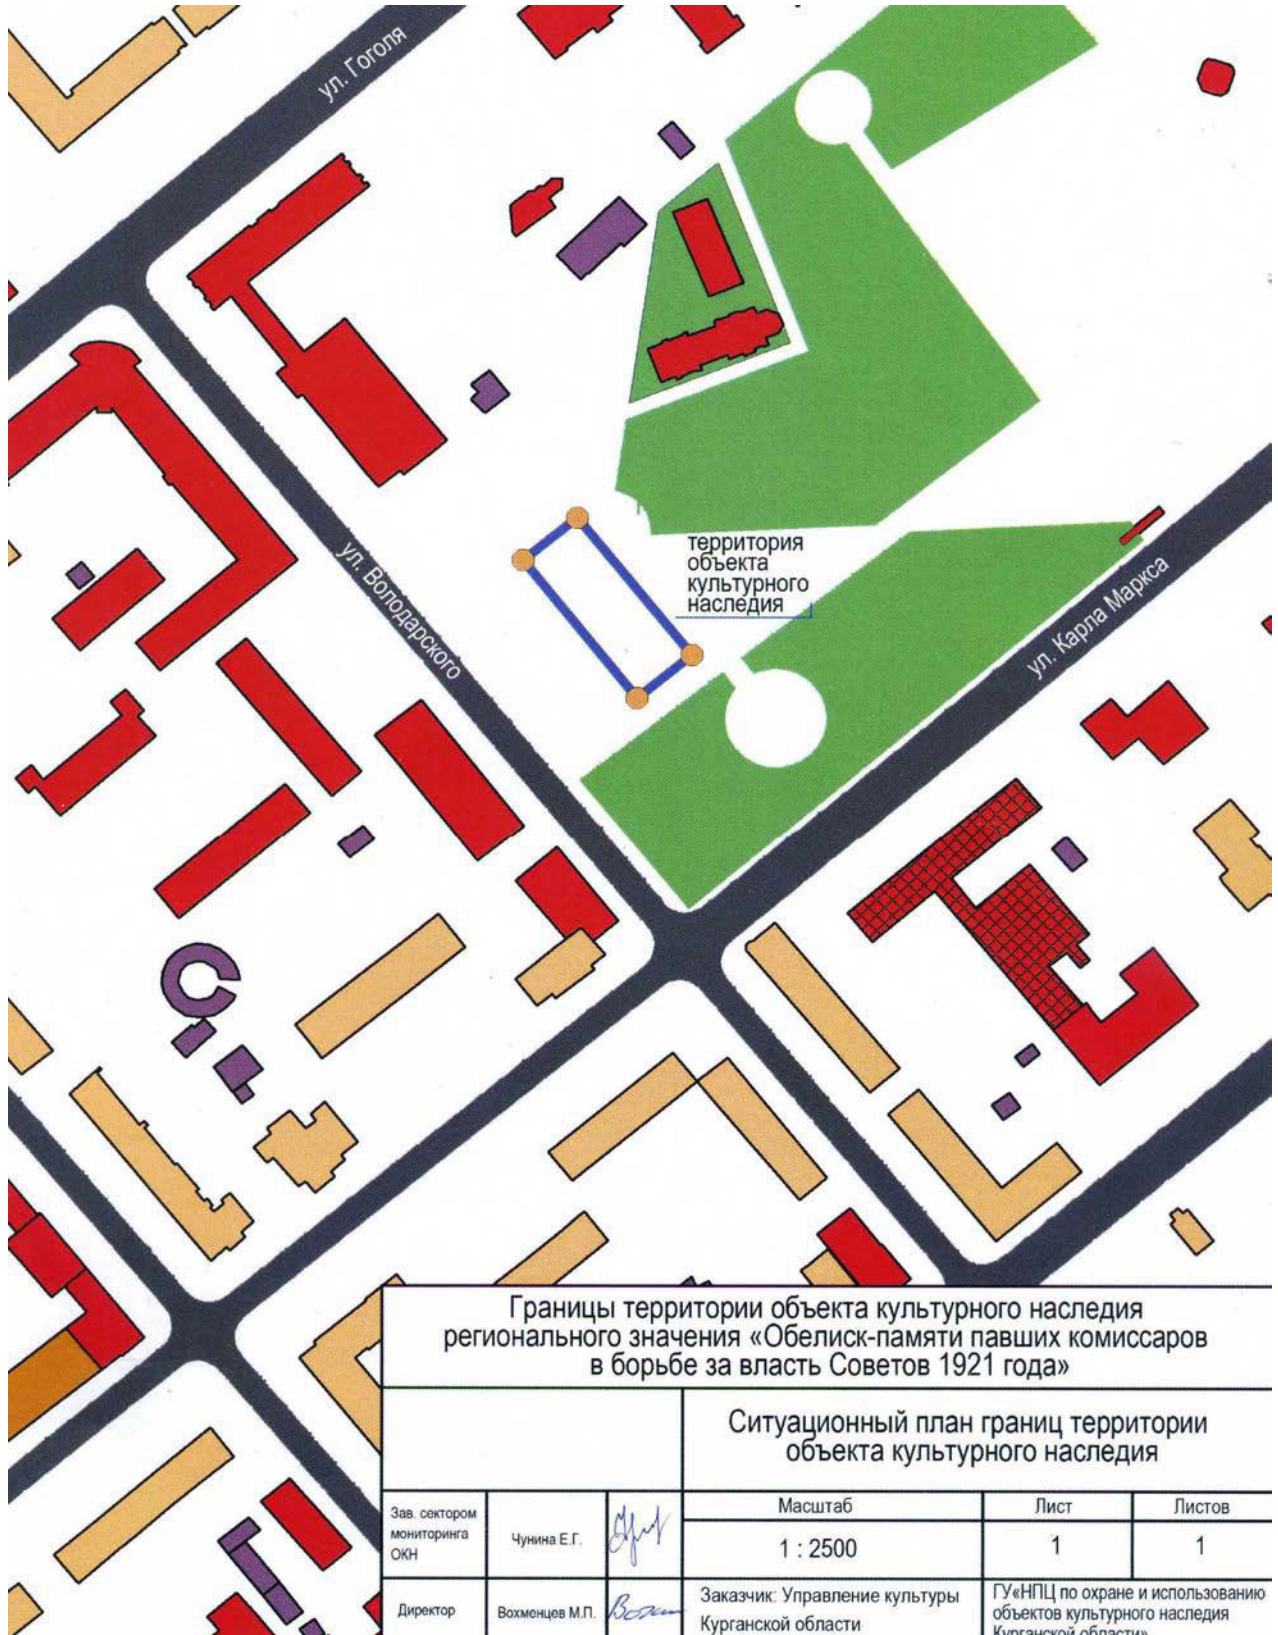 ул. Гоголя
ул. Володарского
территория
объекта
культурного
наследия
ул. Карла Маркса
Границы территории объекта культурного наследия
регионального значения «Обелиск-памяти павших комиссаров
в борьбе за власть Советов 1921 года»
Ситуационный план границ территории
объекта культурного наследия
Зав. сектором
мониторинга
ОКН
Чунина Е.Г.
Масштаб
Лист
Листов
1 : 2500
1
1
Директор
Вохменцев М.П.
Заказчик: Управление культуры
Курганской области
ГУ«НПЦ по охране и использованию
объектов культурного наследия
Курганской области»